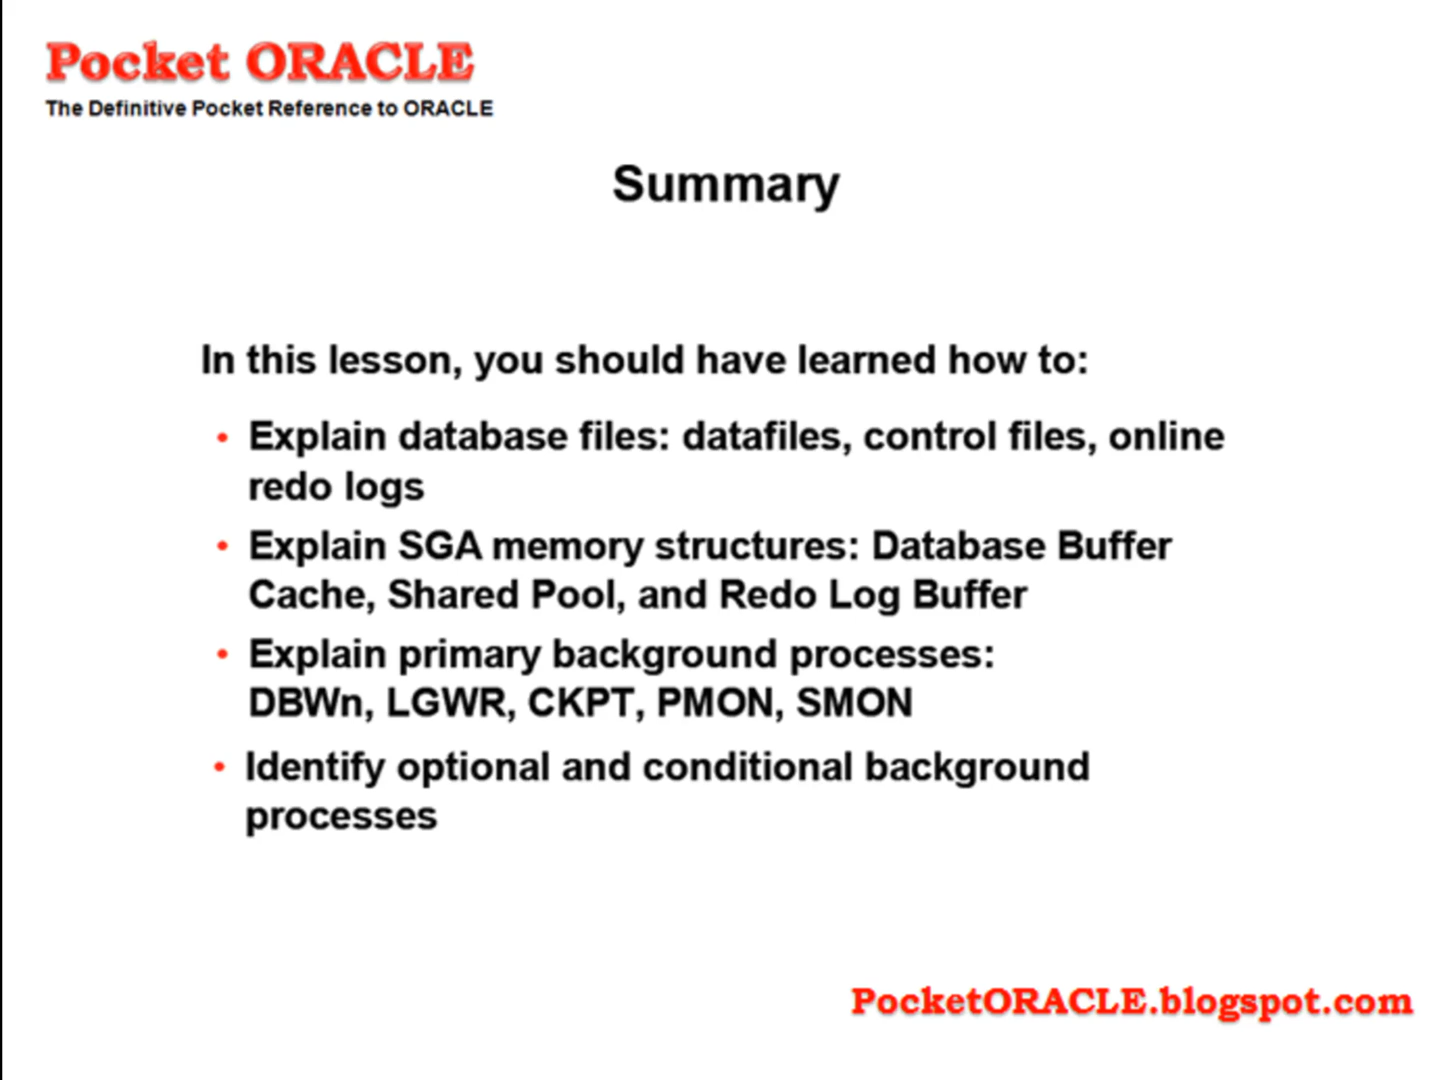 Pocket ORACLE
The Definitive Pocket Reference to ORACLE
Summary
In this lesson, you should have learned how to:
• Explain database files: datafiles, control files, online
redo logs
• Explain SGA memory structures: Database Buffer
Cache, Shared Pool, and Redo Log Buffer
• Explain primary background processes:
DBWn, LGWR, CKPT, PMON, SMON
• Identify optional and conditional background
processes
PocketORACLE.blogspot.com